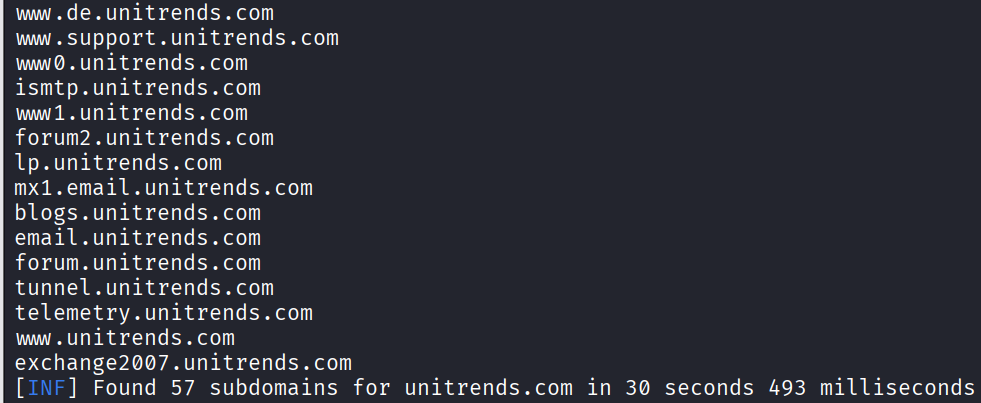 www.de.unitrends.com
www.support.unitrends.com
www0.unitrends.com
ismtp.unitrends.com
www1.unitrends.com
forum2.unitrends.com
lp.unitrends.com
mx1.email.unitrends.com
blogs.unitrends.com
email.unitrends.com
forum.unitrends.com
tunnel.unitrends.com
telemetry.unitrends.com
www.unitrends.com
exchange2007.unitrends.com
[INF] Found 57 subdomains for unitrends.com in 30 seconds 493 milliseconds